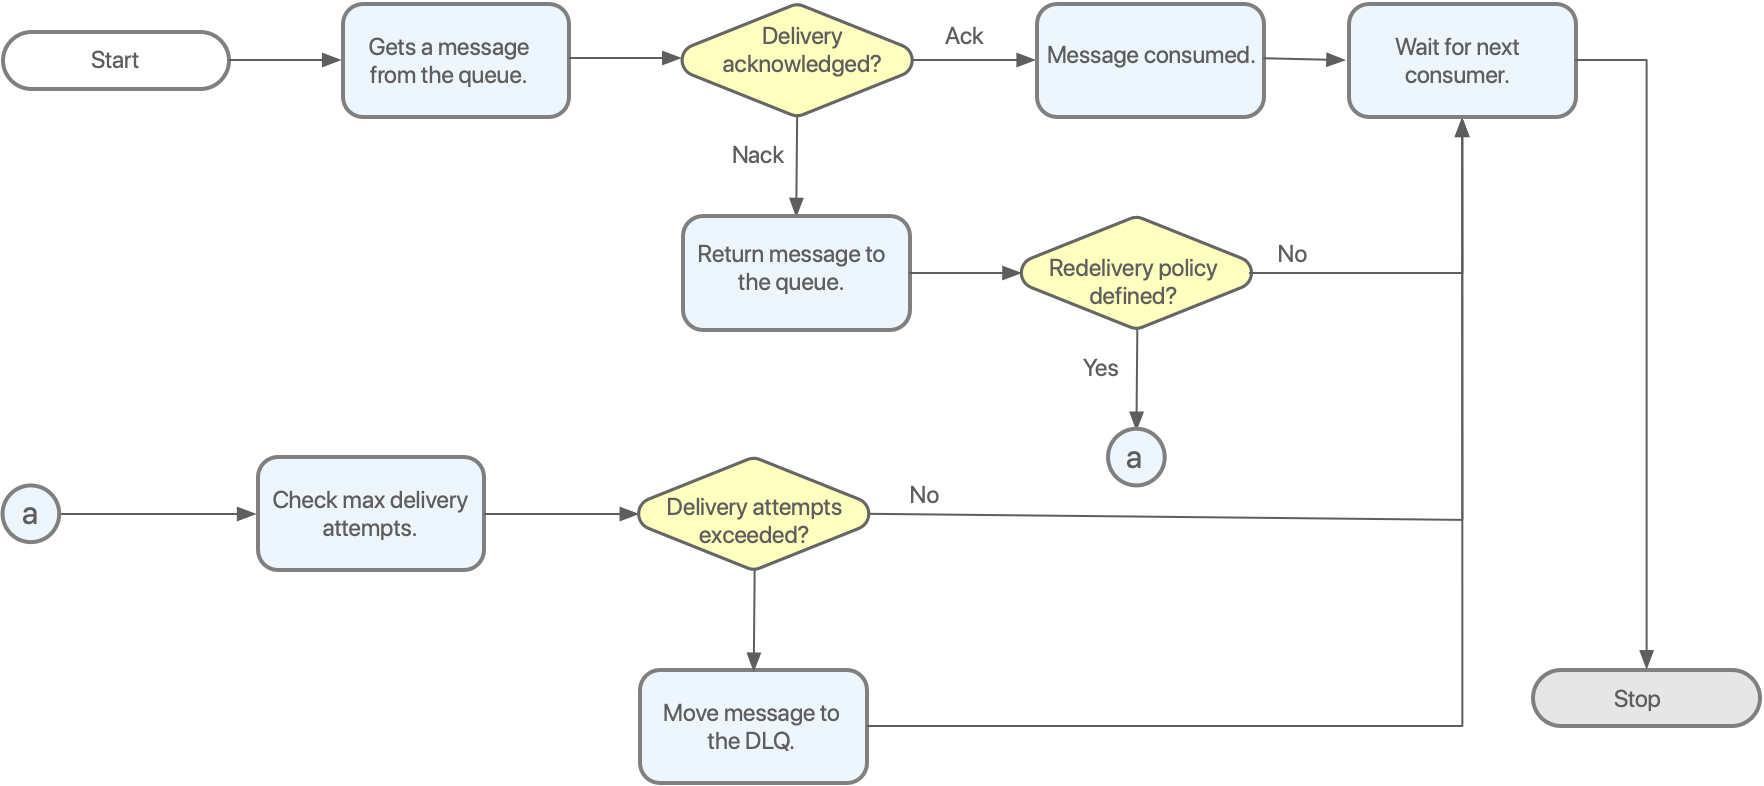 Start
Gets a message
from the queue.
Delivery
acknowledged?
Ack
Message consumed.
Wait for next
consumer.
Nack
Return message to
the queue.
Redelivery policy
defined?
No
Yes
a
a
Check max delivery
attempts.
Delivery attempts
exceeded?
No
Move message to
the DLQ.
Stop